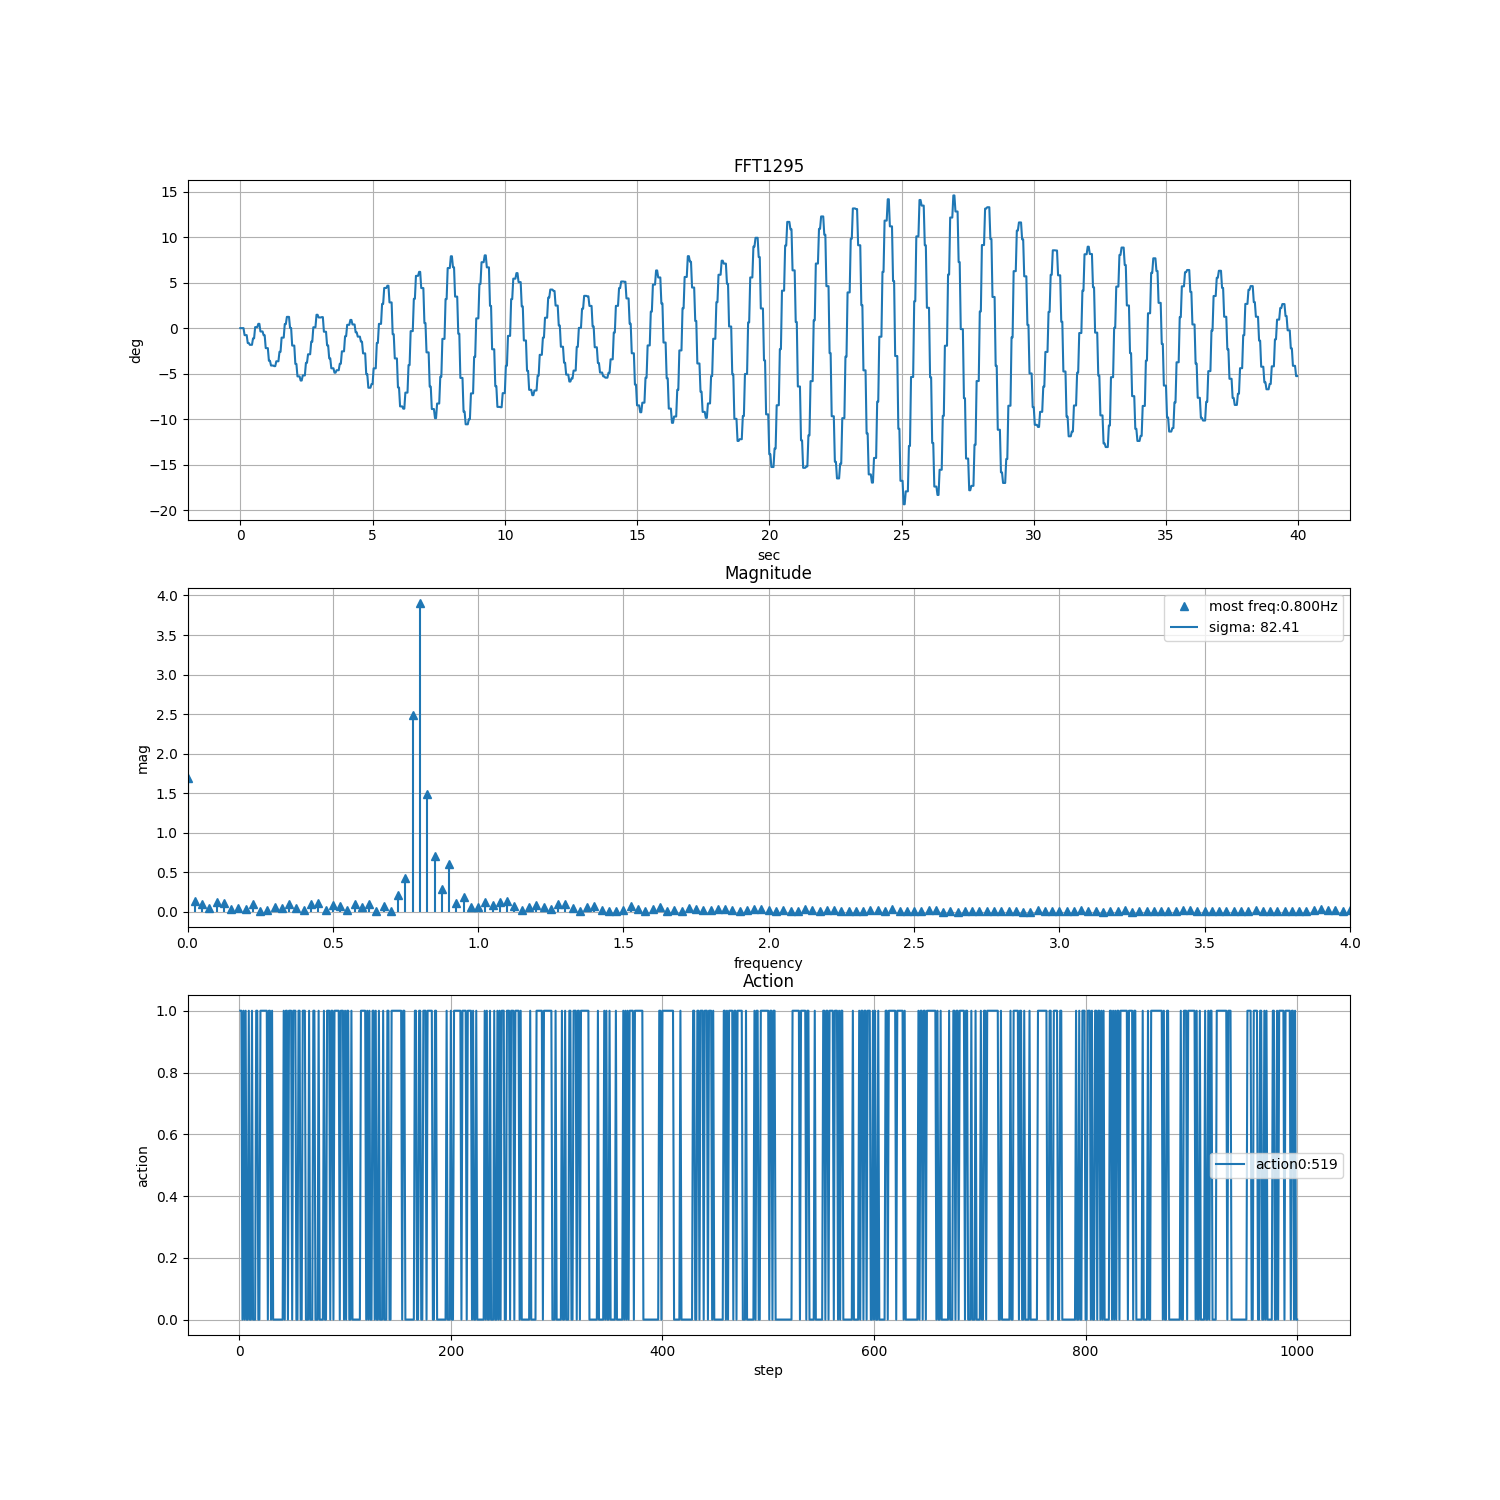 FFT1295
15
10
5
0
−5
−10
−15
−20
deg
0 5 10 15 20 25 30 35 40
sec
Magnitude
4.0
3.5
3.0
2.5
2.0
1.5
1.0
0.5
0.0
mag
most freq:0.800Hz
sigma: 82.41
0.0 0.5 1.0 1.5 2.0 2.5 3.0 3.5 4.0
frequency
Action
1.0
0.8
0.6
0.4
0.2
0.0
action
action0:519
0 200 400 600 800 1000
step